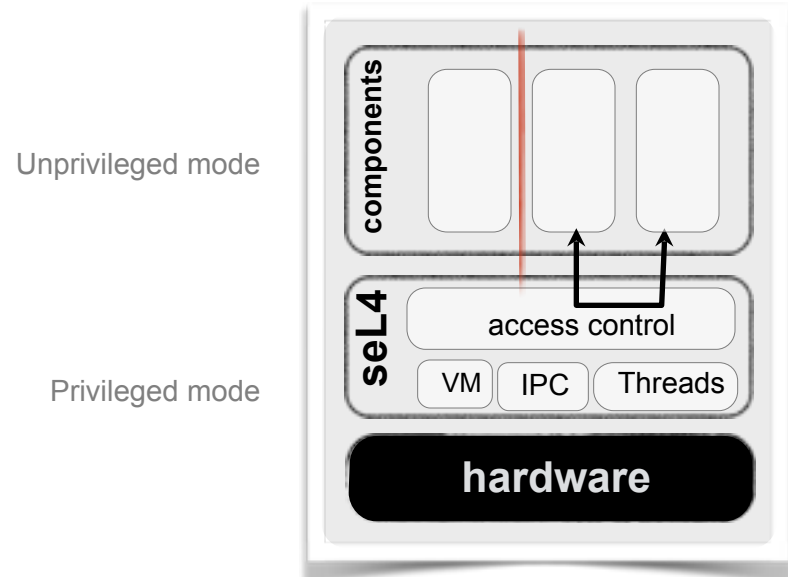 components
Unprivileged mode
seL4
access control
VM
IPC
Threads
Privileged mode
hardware